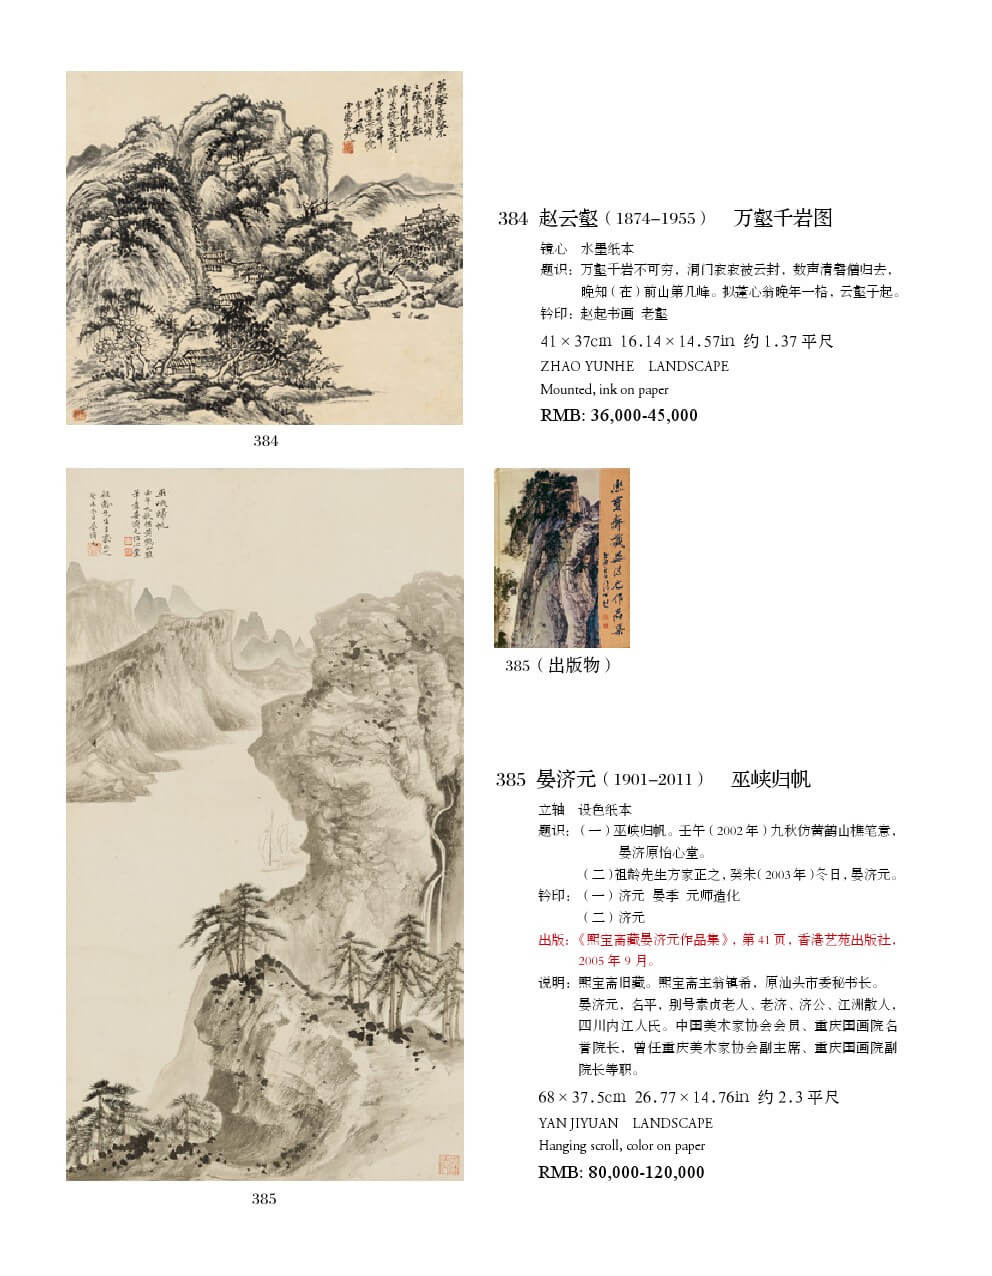 384
384 赵云壑（1874–1955） 万壑千岩图
镜心 水墨纸本
题识：万壑千岩不可穷，洞门寂寂被云封，数声清磬僧归去，
晚知（在）前山第几峰。拟蓬心翁晚年一格，云壑子起。
钤印：赵起书画 老壑
41×37cm 16.14×14.57in 约 1.37 平尺
ZHAO YUNHE LANDSCAPE
Mounted, ink on paper
RMB: 36,000-45,000
385（出版物）
385
385 晏济元（1901–2011） 巫峡归帆
立轴 设色纸本
题识：（一）巫峡归帆。壬午（2002 年）九秋仿黄鹤山樵笔意，
晏济原怡心堂。
（二）祖龄先生方家正之，癸未（2003 年）冬日，晏济元。
钤印：（一）济元 晏季 元师造化
（二）济元
出版：《熙宝斋藏晏济元作品集》，第 41 页，香港艺苑出版社，
2005 年 9 月。
说明：熙宝斋旧藏。熙宝斋主翁镇希，原汕头市委秘书长。
晏济元，名平，别号素贞老人、老济、济公、江洲散人，
四川内江人氏。中国美术家协会会员、重庆国画院名
誉院长，曾任重庆美术家协会副主席、重庆国画院副
院长等职。
68×37.5cm 26.77×14.76in 约 2.3 平尺
YAN JIYUAN LANDSCAPE
Hanging scroll, color on paper
RMB: 80,000-120,000